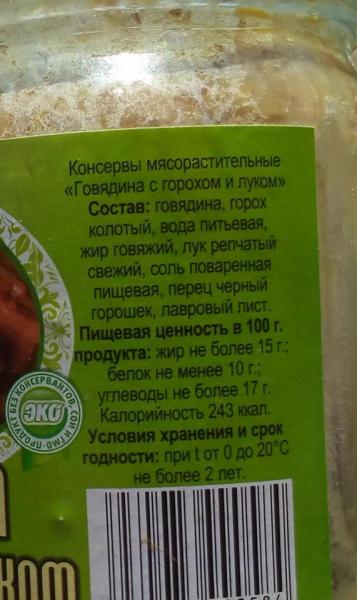 Консервы мясорастительные
«Говядина с горохом и луком»
Состав: говядина, горох
колотый, вода питьевая,
жир говяжий, лук репчатый
свежий, соль поваренная
пищевая, перец черный
горошек, лавровый лист.
Пищевая ценность в 100 г.
продукта: жир не более 15 г.;
белок не менее 10 г.;
углеводы не более 17 г.
Калорийность 243 ккал.
Условия хранения и срок
годности: при t от 0 до 20°С
не более 2 лет.
БЕЗ КОНСЕРВАНТОВ
ЭКО